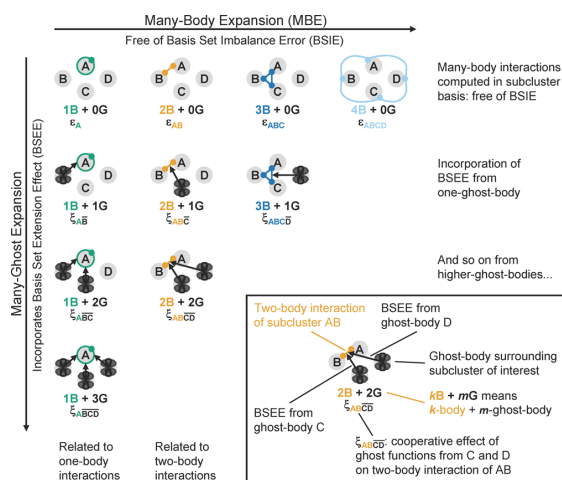 Many-Body Expansion (MBE)
Free of Basis Set Imbalance Error (BSIE)
Many-Ghost Expansion
Incorporates Basis Set Extension Effect (BSEE)
A
B
D
C
1B + 0G
εA
A
B
D
C
2B + 0G
εAB
A
B
D
C
3B + 0G
εABC
A
B
D
C
4B + 0G
εABCD
Many-body interactions
computed in subcluster
basis: free of BSIE
A
D
C
1B + 1G
ξAB̅
A
B
D
2B + 1G
ξABC̅
A
B
C
3B + 1G
ξABCD̅
Incorporation of
BSEE from
one-ghost-body
A
D
1B + 2G
ξAB̅C̅
A
B
2B + 2G
ξABC̅D̅
And so on from
higher-ghost-bodies...
A
1B + 3G
ξAB̅C̅D̅
Related to
one-body
interactions
Related to
two-body
interactions
Two-body interaction
of subcluster AB
BSEE from
ghost-body D
A
B
Ghost-body surrounding
subcluster of interest
2B + 2G
ξABC̅D̅
BSEE from
ghost-body C
kB + mG means
k-body + m-ghost-body
ξABC̅D̅: cooperative effect of
ghost functions from C and D
on two-body interaction of AB